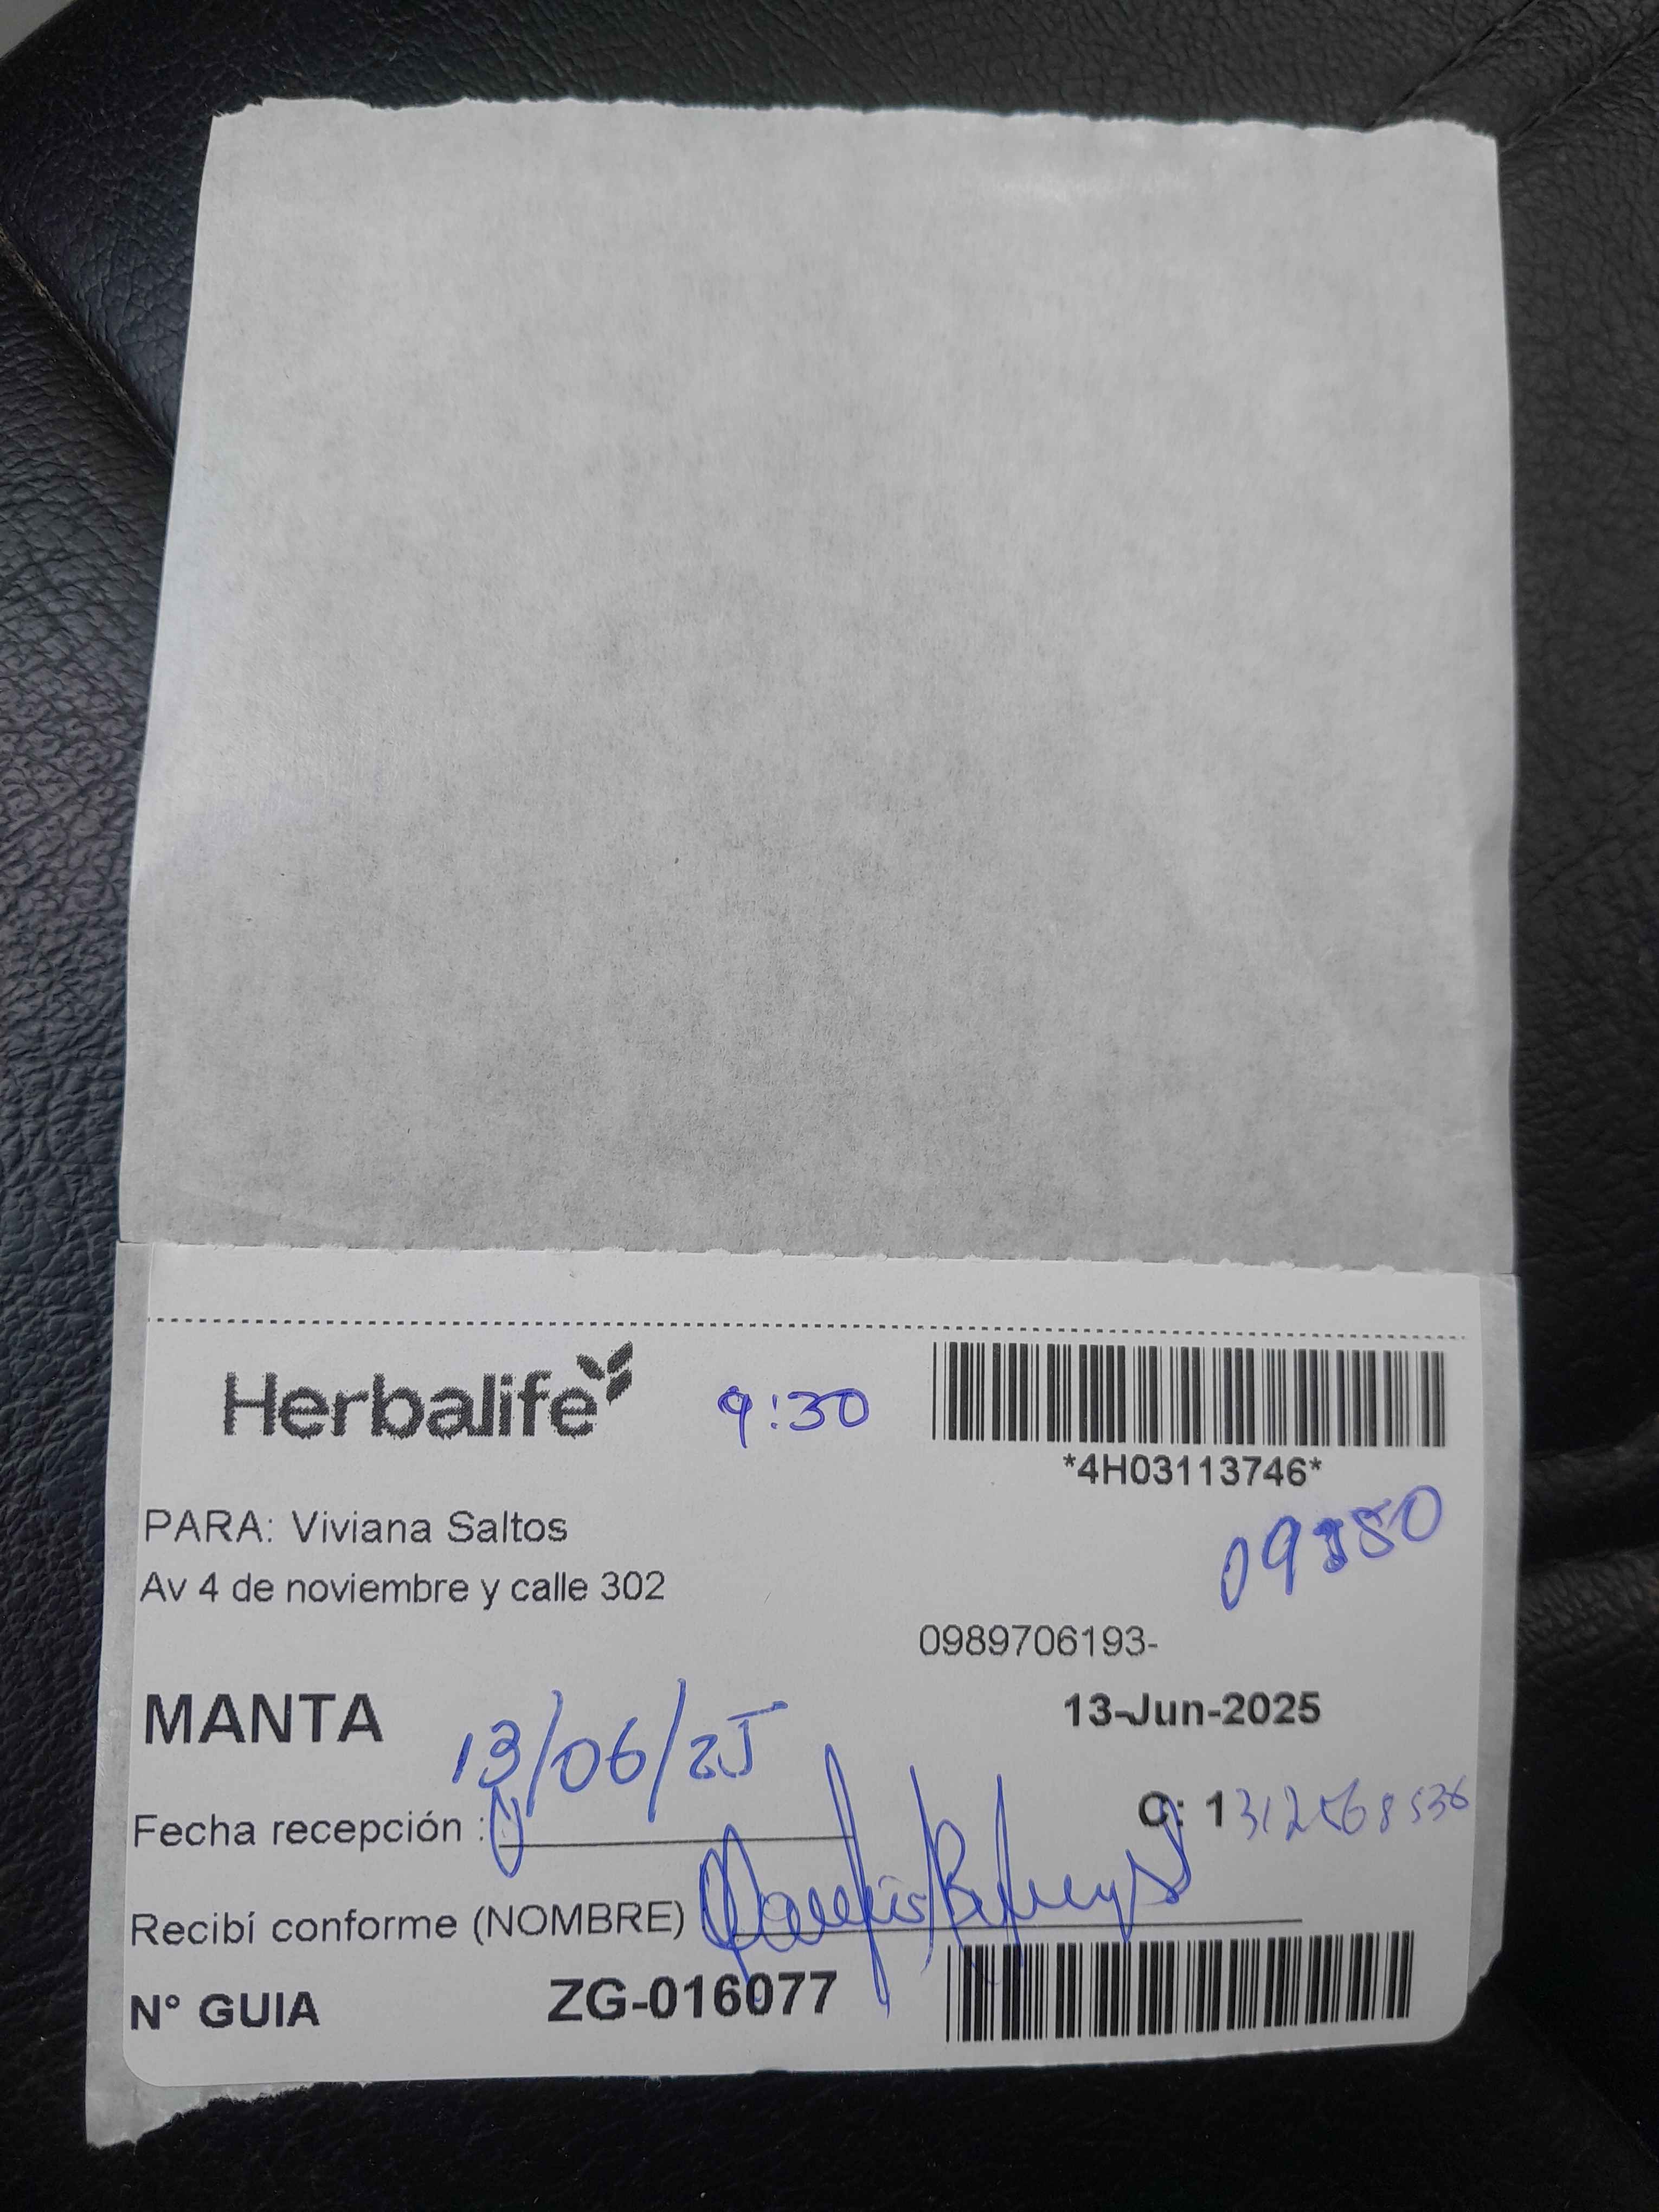 Herbalife
9:30
*4H03113746*
PARA: Viviana Saltos
Av 4 de noviembre y calle 302
0989706193-
MANTA
13-Jun-2025
13/06/25
Fecha recepción :
C: 1
Recibí conforme (NOMBRE)
N° GUIA ZG-016077